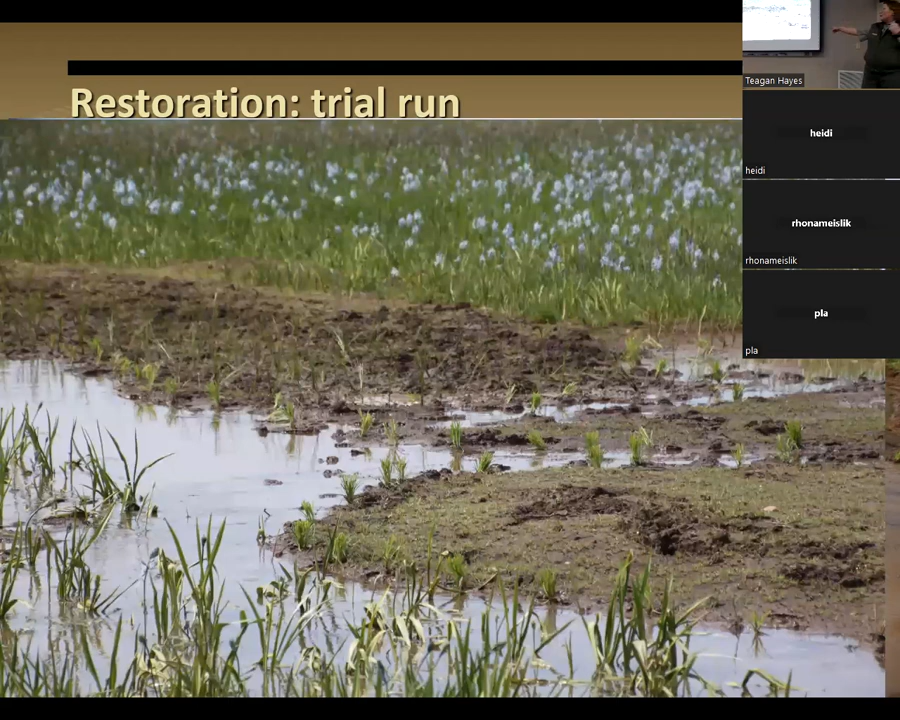 Restoration: trial run
Teagan Hayes
heidi
heidi
rhonameislik
rhonameislik
pla
pla